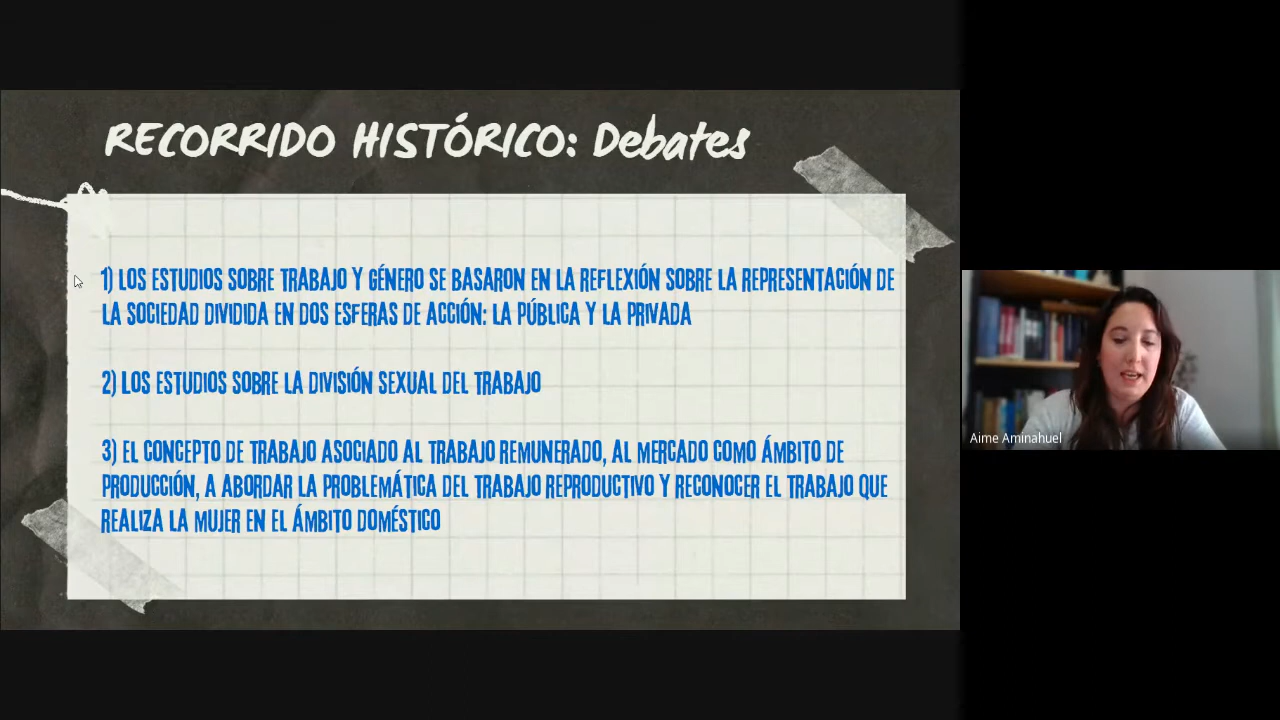 RECORRIDO HISTÓRICO: Debates
1) LOS ESTUDIOS SOBRE TRABAJO Y GÉNERO SE BASARON EN LA REFLEXIÓN SOBRE LA REPRESENTACIÓN DE
LA SOCIEDAD DIVIDIDA EN DOS ESFERAS DE ACCIÓN: LA PÚBLICA Y LA PRIVADA
2) LOS ESTUDIOS SOBRE LA DIVISIÓN SEXUAL DEL TRABAJO
3) EL CONCEPTO DE TRABAJO ASOCIADO AL TRABAJO REMUNERADO, AL MERCADO COMO ÁMBITO DE
PRODUCCIÓN, A ABORDAR LA PROBLEMÁTICA DEL TRABAJO REPRODUCTIVO Y RECONOCER EL TRABAJO QUE
REALIZA LA MUJER EN EL ÁMBITO DOMÉSTICO
Aime Aminahuel